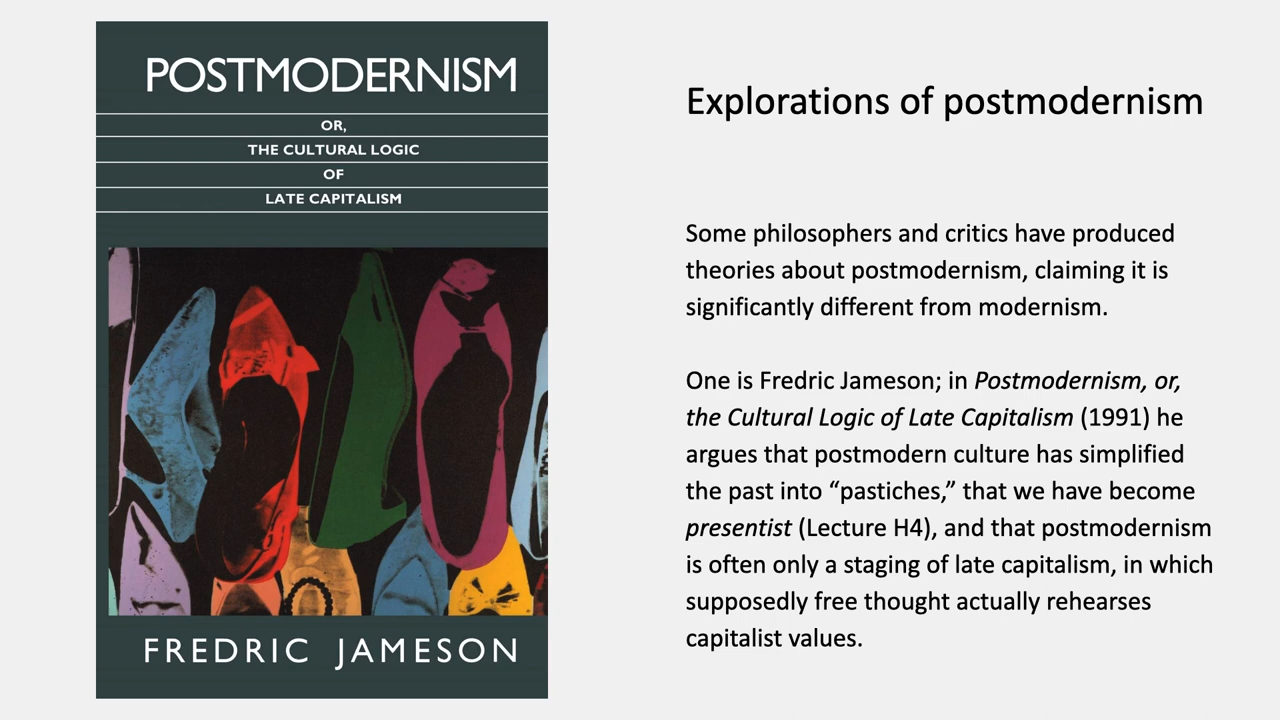 POSTMODERNISM
OR,
THE CULTURAL LOGIC
OF
LATE CAPITALISM
FREDRIC JAMESON
Explorations of postmodernism
Some philosophers and critics have produced
theories about postmodernism, claiming it is
significantly different from modernism.
One is Fredric Jameson; in Postmodernism, or,
the Cultural Logic of Late Capitalism (1991) he
argues that postmodern culture has simplified
the past into “pastiches,” that we have become
presentist (Lecture H4), and that postmodernism
is often only a staging of late capitalism, in which
supposedly free thought actually rehearses
capitalist values.